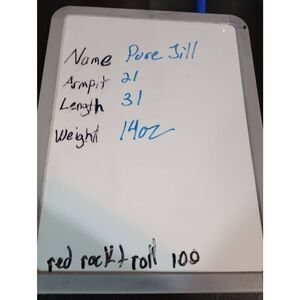 Name Pure Jill
Armpit 21
Length 31
Weight 14oz
red rock t roll 100